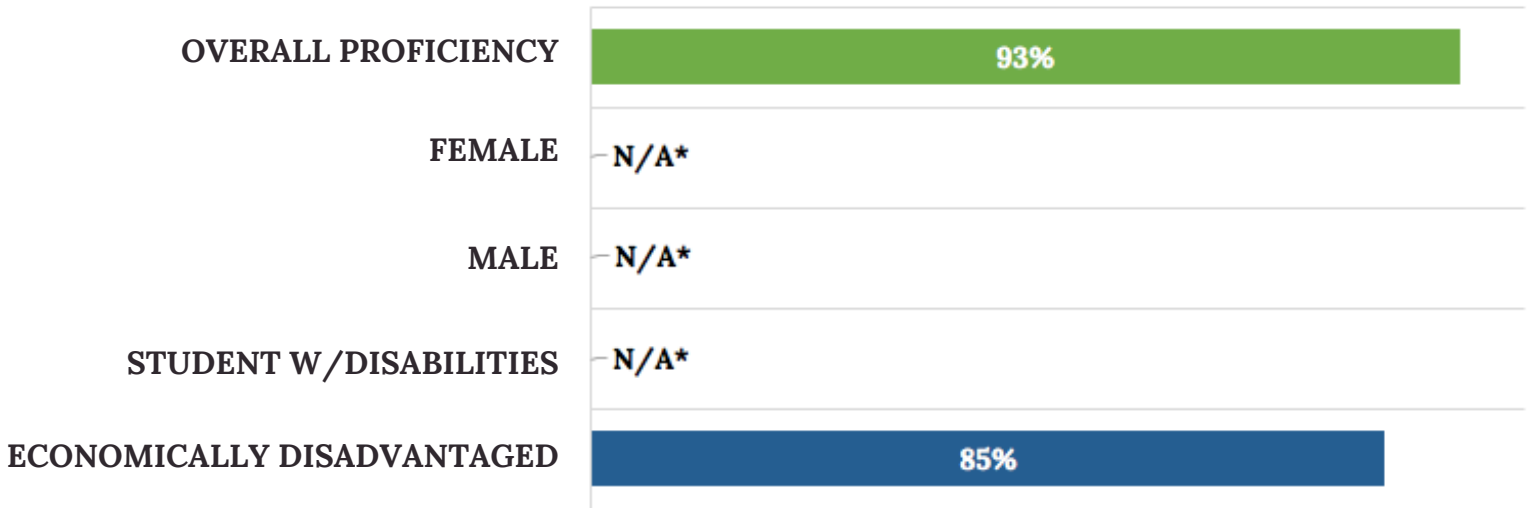 OVERALL PROFICIENCY 93%
FEMALE N/A*
MALE N/A*
STUDENT W/DISABILITIES N/A*
ECONOMICALLY DISADVANTAGED 85%